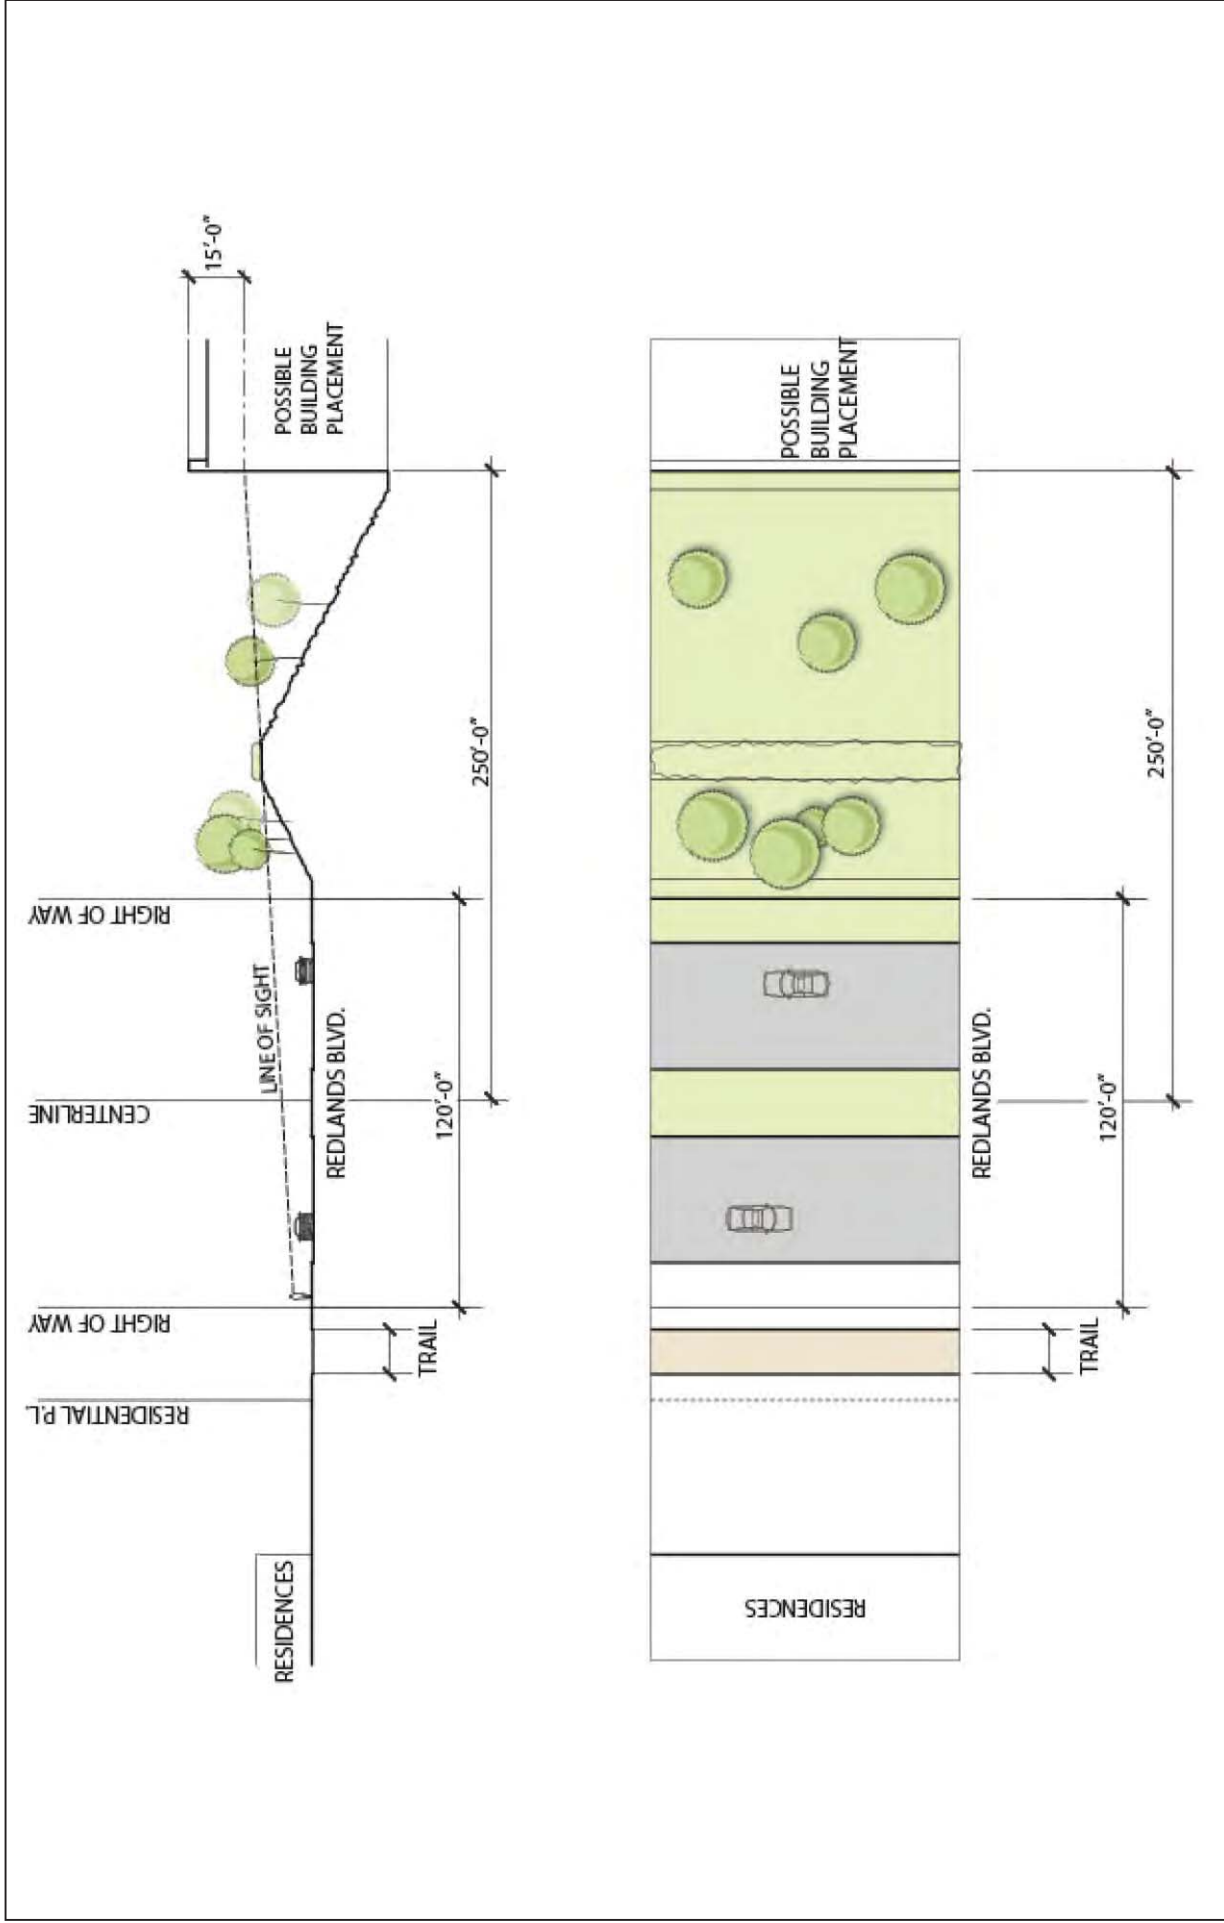 RESIDENTIAL P.L.
RIGHT OF WAY
CENTERLINE
RIGHT OF WAY
15'-0"
LINE OF SIGHT
RESIDENCES
POSSIBLE
BUILDING
PLACEMENT
REDLANDS BLVD.
TRAIL
120'-0"
250'-0"
RESIDENCES
POSSIBLE
BUILDING
PLACEMENT
REDLANDS BLVD.
TRAIL
120'-0"
250'-0"